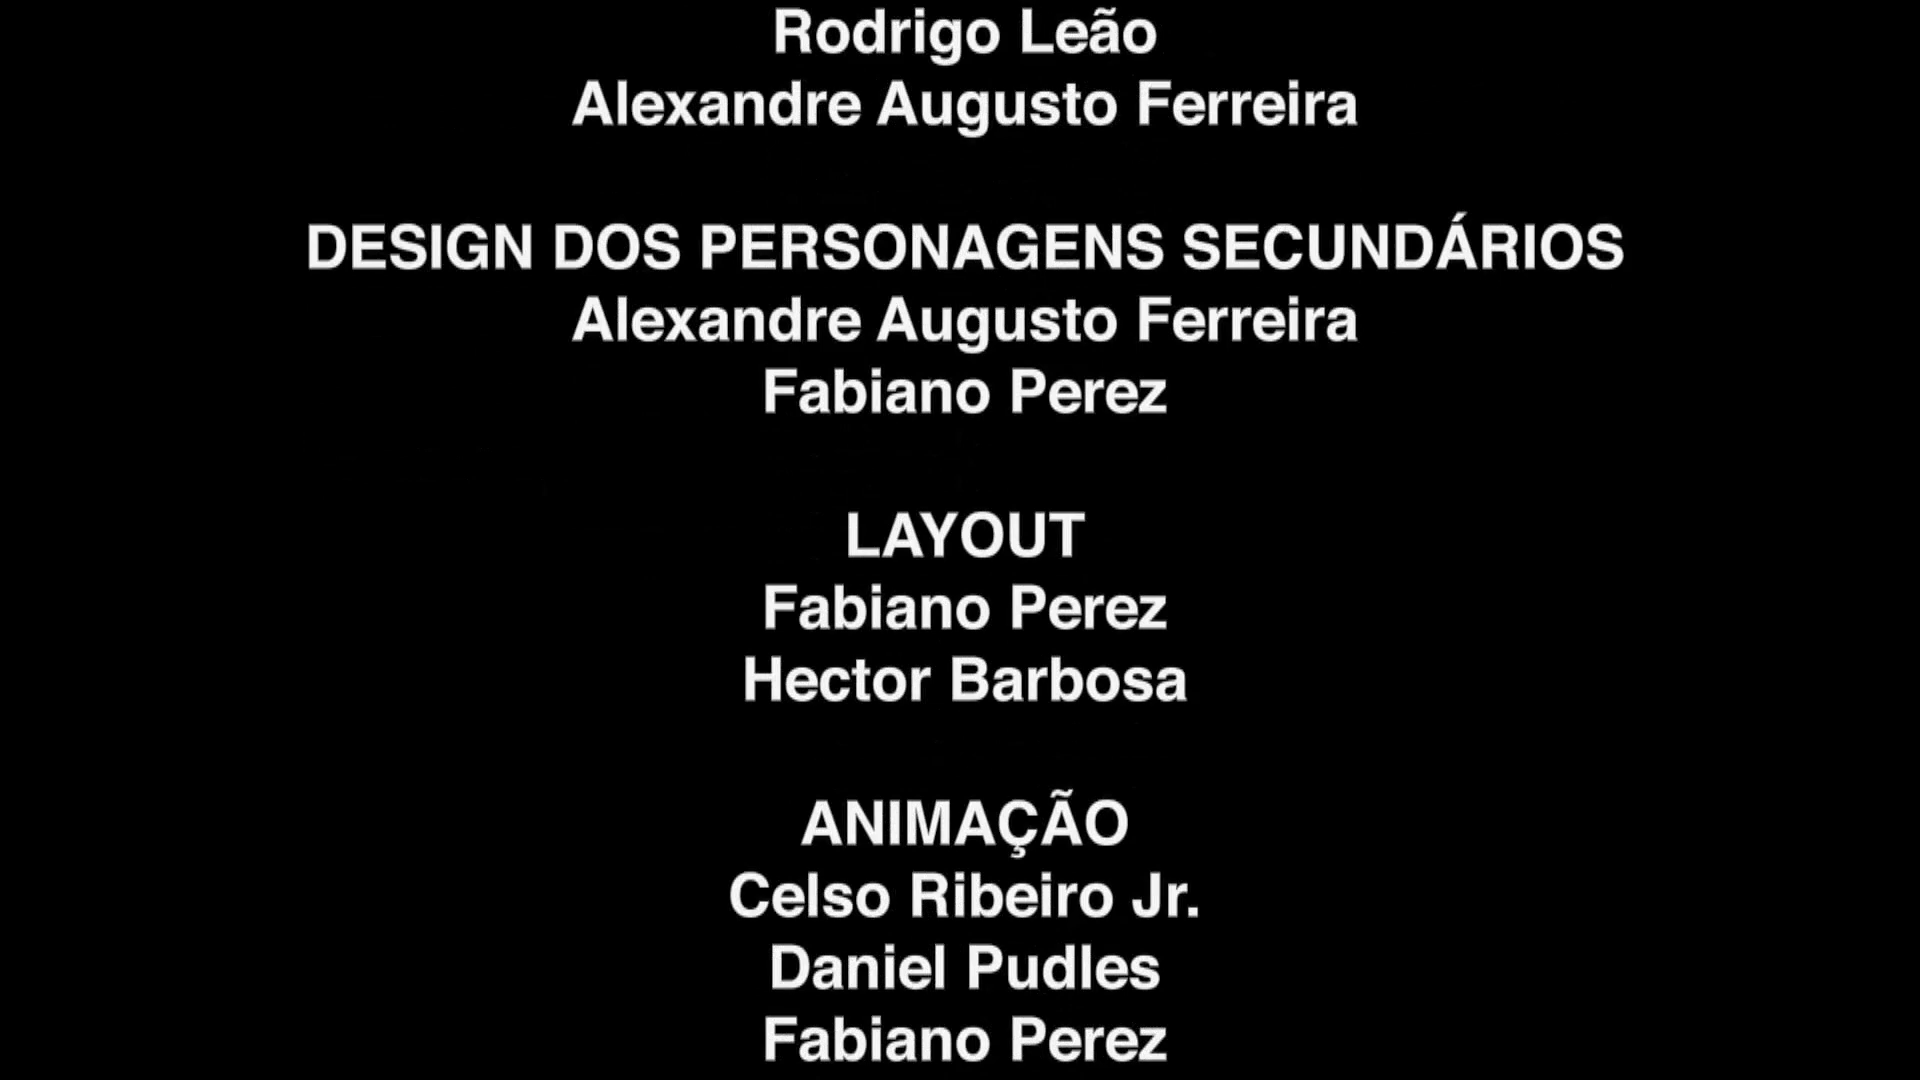 Rodrigo Leão
Alexandre Augusto Ferreira
DESIGN DOS PERSONAGENS SECUNDÁRIOS
Alexandre Augusto Ferreira
Fabiano Perez
LAYOUT
Fabiano Perez
Hector Barbosa
ANIMAÇÃO
Celso Ribeiro Jr.
Daniel Pudles
Fabiano Perez